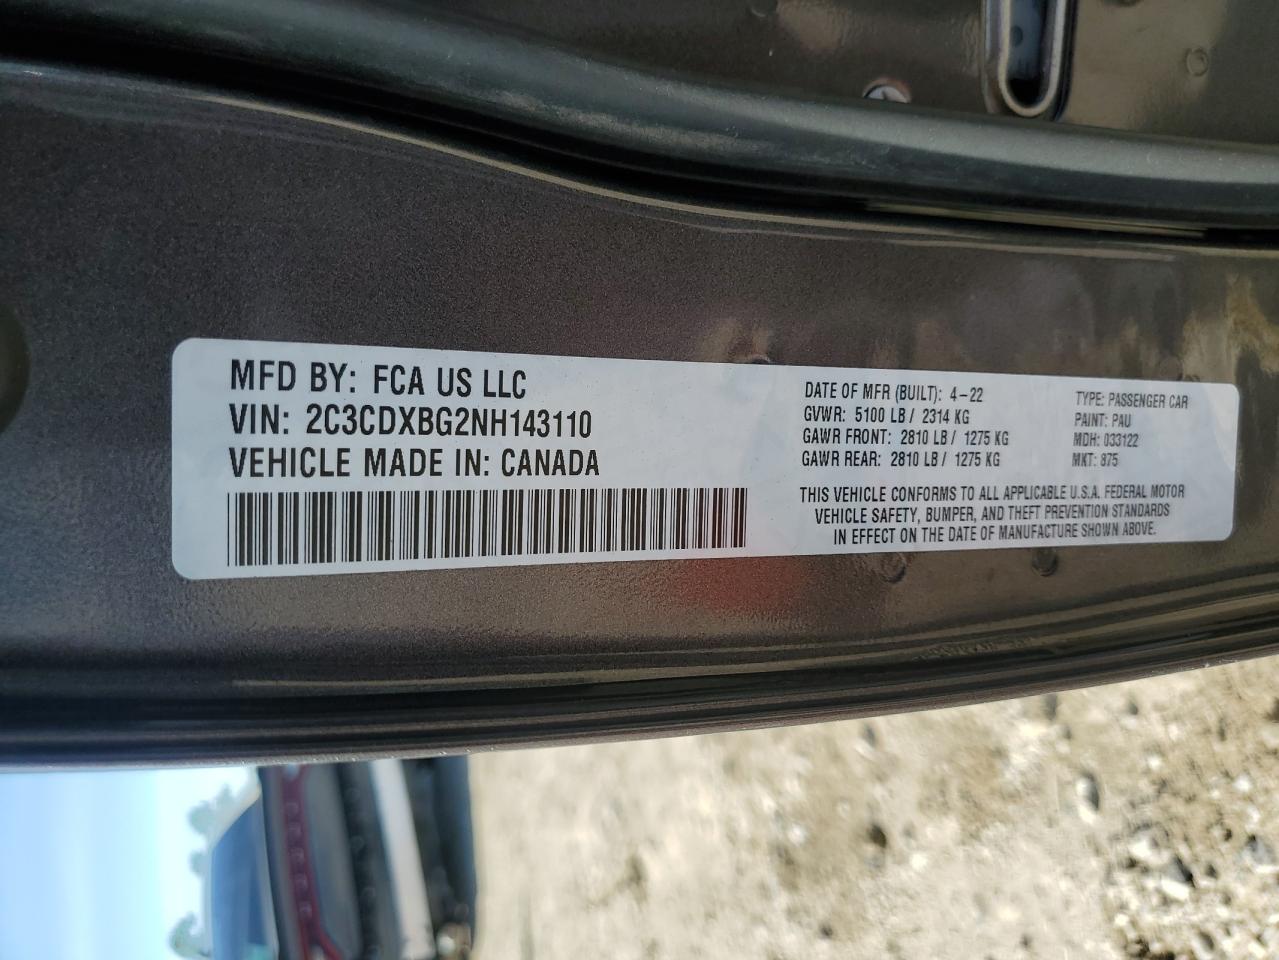 MFD BY: FCA US LLC
VIN: 2C3CDXBG2NH143110
VEHICLE MADE IN: CANADA
DATE OF MFR (BUILT): 4-22
GVWR: 5100 LB / 2314 KG
GAWR FRONT: 2810 LB / 1275 KG
GAWR REAR: 2810 LB / 1275 KG
TYPE: PASSENGER CAR
PAINT: PAU
MDH: 033122
MKT: 875
THIS VEHICLE CONFORMS TO ALL APPLICABLE U.S.A. FEDERAL MOTOR
VEHICLE SAFETY, BUMPER, AND THEFT PREVENTION STANDARDS
IN EFFECT ON THE DATE OF MANUFACTURE SHOWN ABOVE.